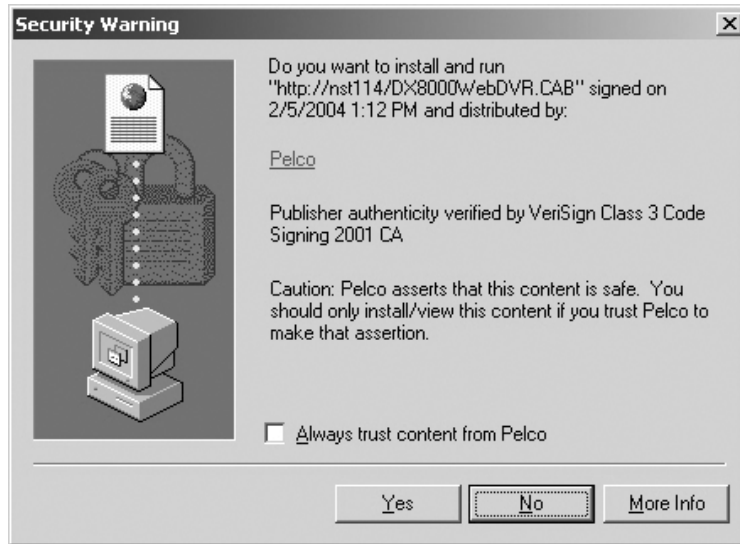 Security Warning
Do you want to install and run
"http://nst114/DX8000WebDVR.CAB" signed on
2/5/2004 1:12 PM and distributed by:
Pelco
Publisher authenticity verified by VeriSign Class 3 Code
Signing 2001 CA
Caution: Pelco asserts that this content is safe.  You
should only install/view this content if you trust Pelco to
make that assertion.
Always trust content from Pelco
Yes
No
More Info